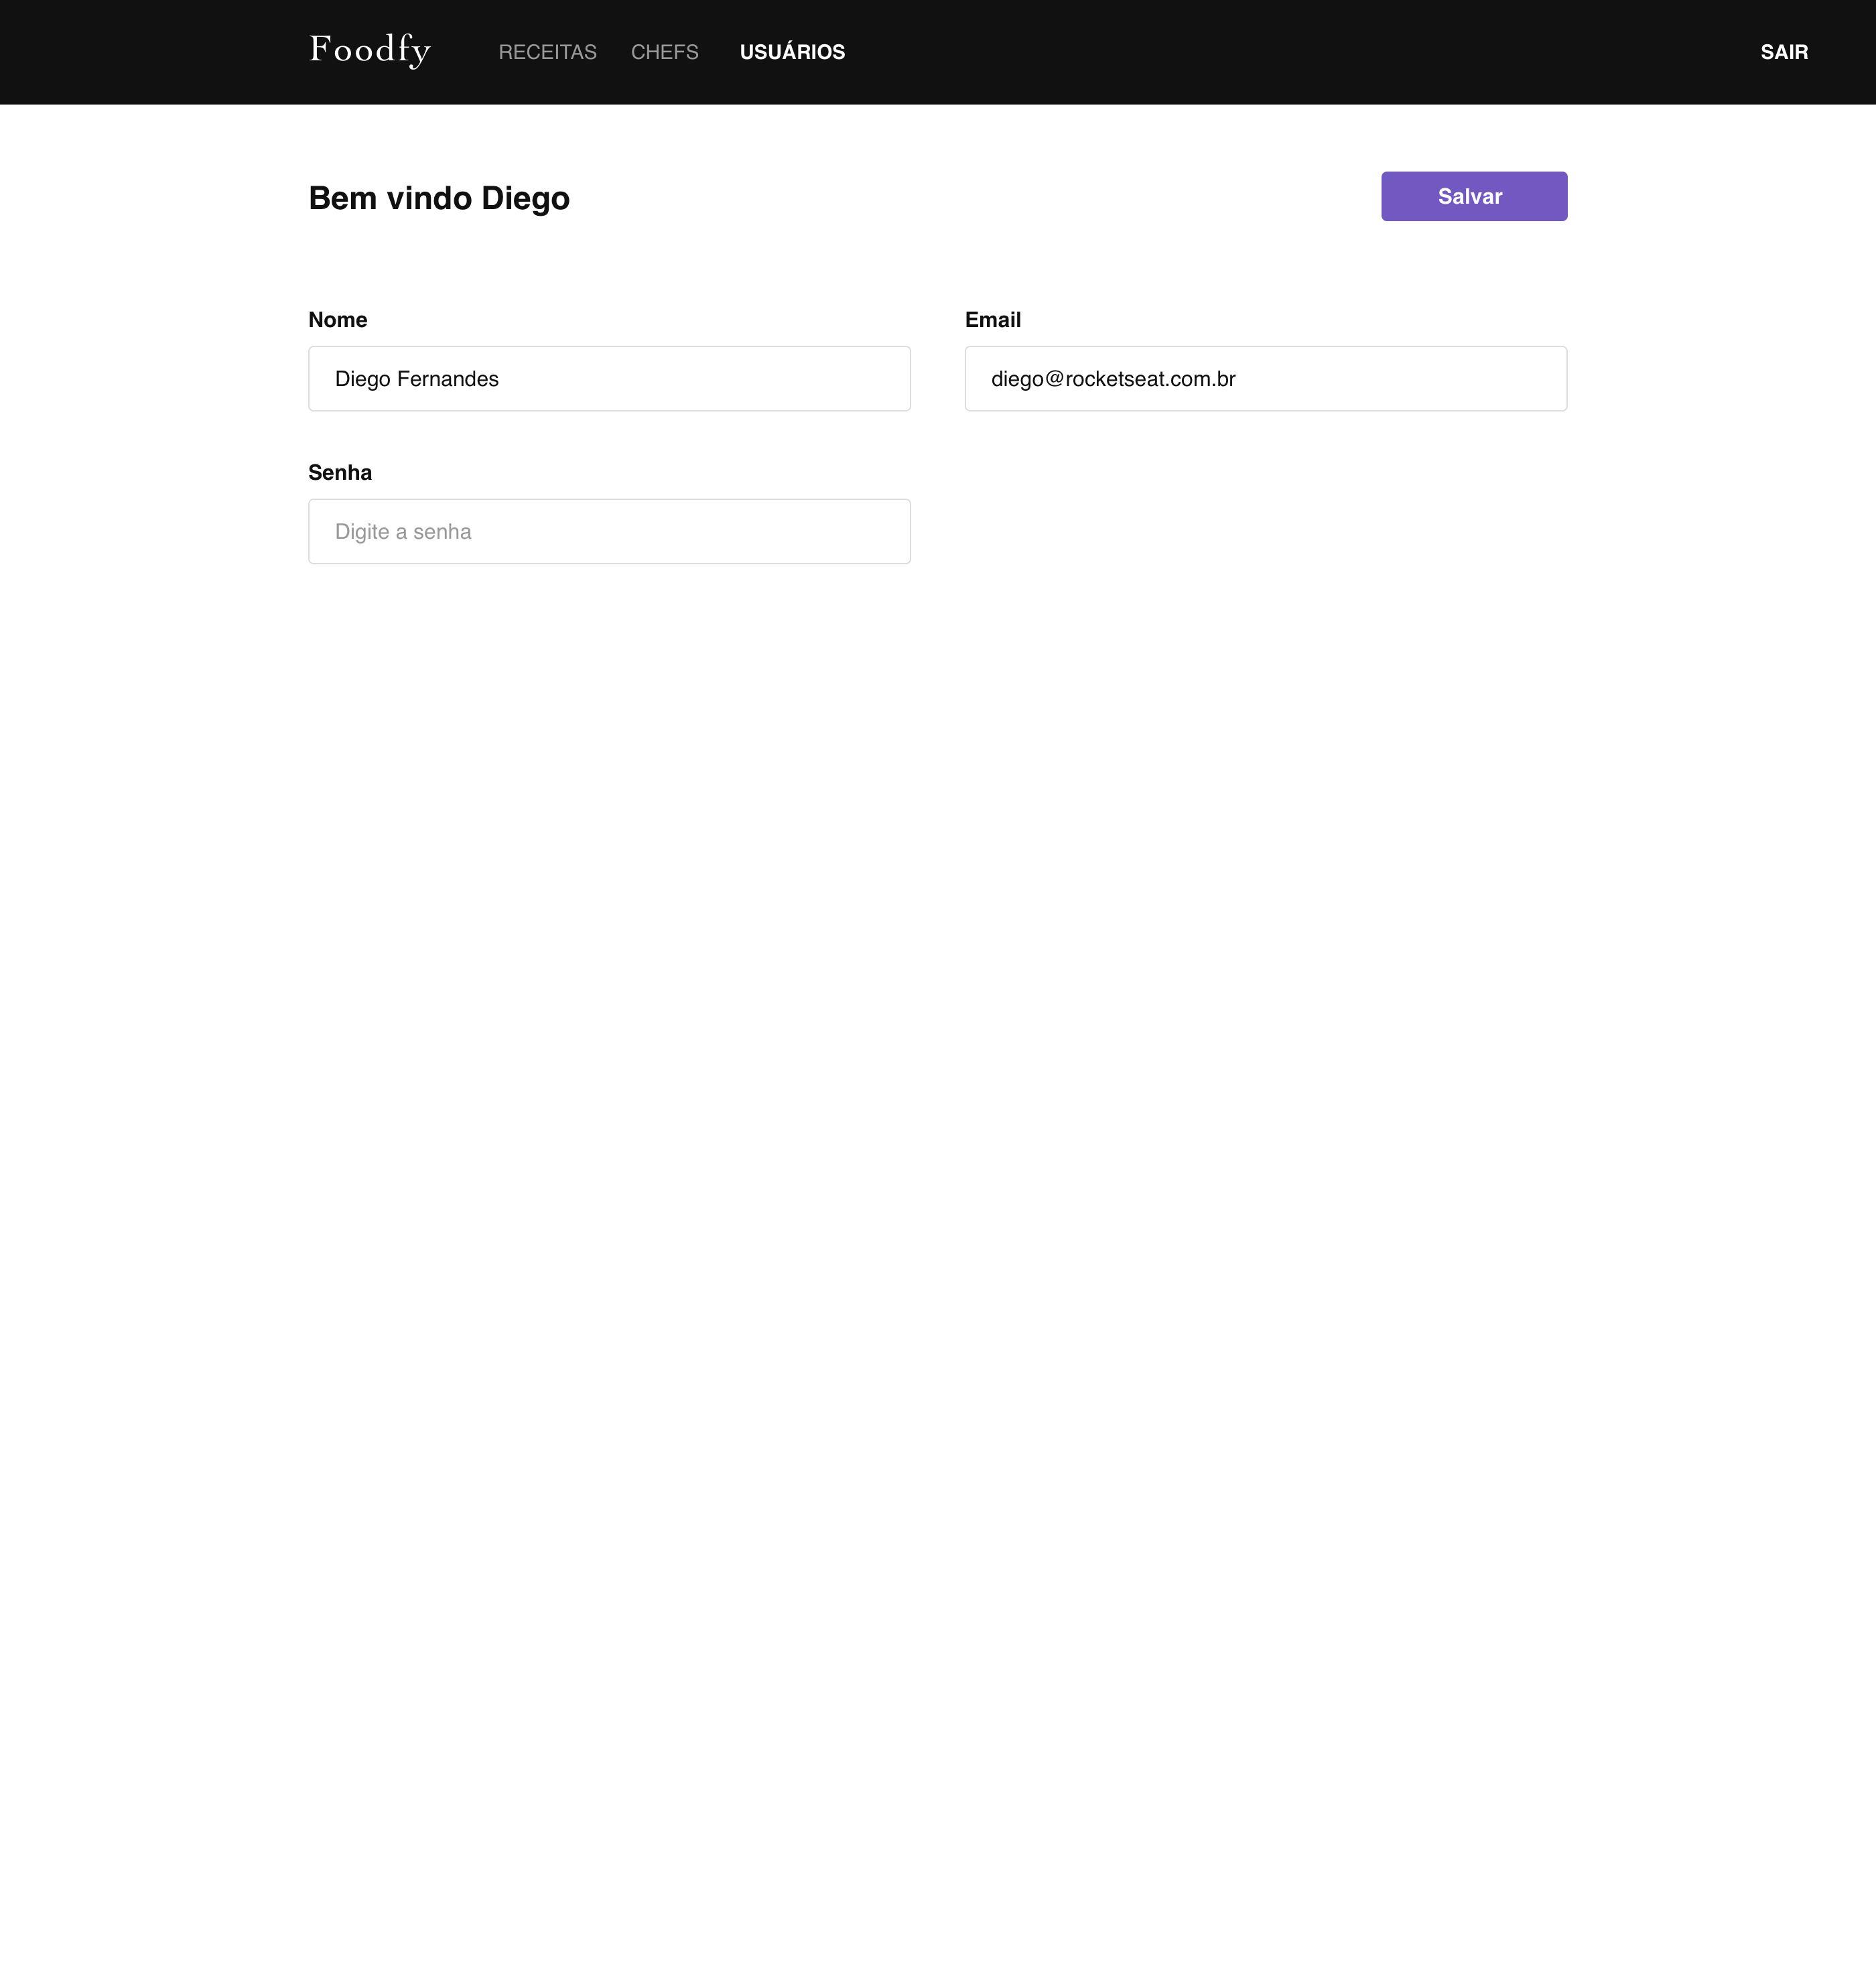 Foodfy RECEITAS CHEFS USUÁRIOS SAIR
Bem vindo Diego Salvar
Nome Email
Diego Fernandes diego@rocketseat.com.br
Senha
Digite a senha